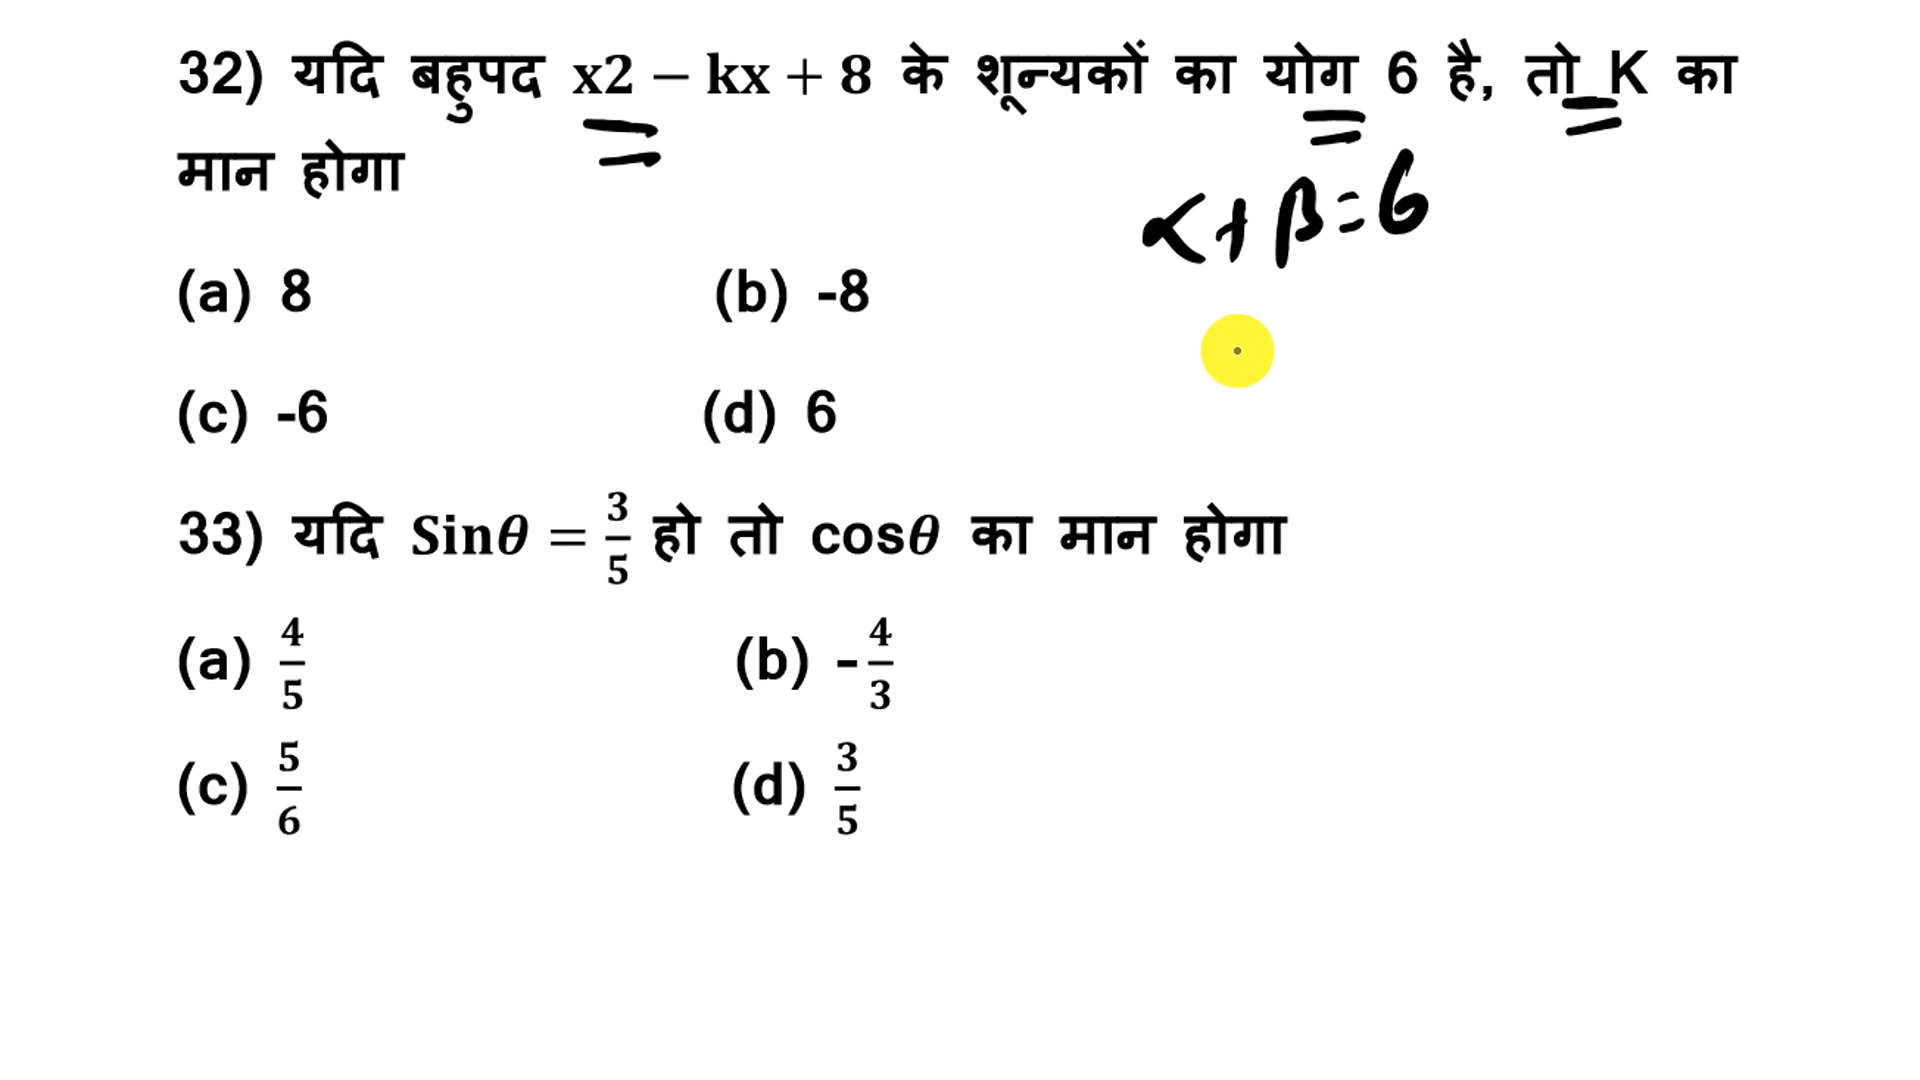 32) यदि बहुपद x2 − kx + 8 के शून्यकों का योग 6 है, तो K का
मान होगा
α + β = 6
(a) 8 (b) -8
(c) -6 (d) 6
33) यदि Sinθ = 3/5 हो तो cosθ का मान होगा
(a) 4/5 (b) -4/3
(c) 5/6 (d) 3/5